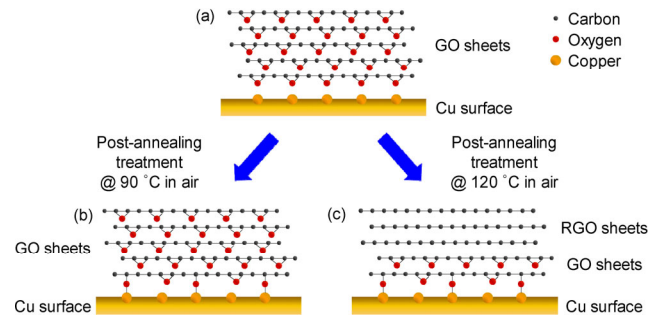 (a)
Carbon
Oxygen
Copper
GO sheets
Cu surface
Post-annealing
treatment
@ 90 ˚C in air
Post-annealing
treatment
@ 120 ˚C in air
(b)
GO sheets
Cu surface
(c)
RGO sheets
GO sheets
Cu surface